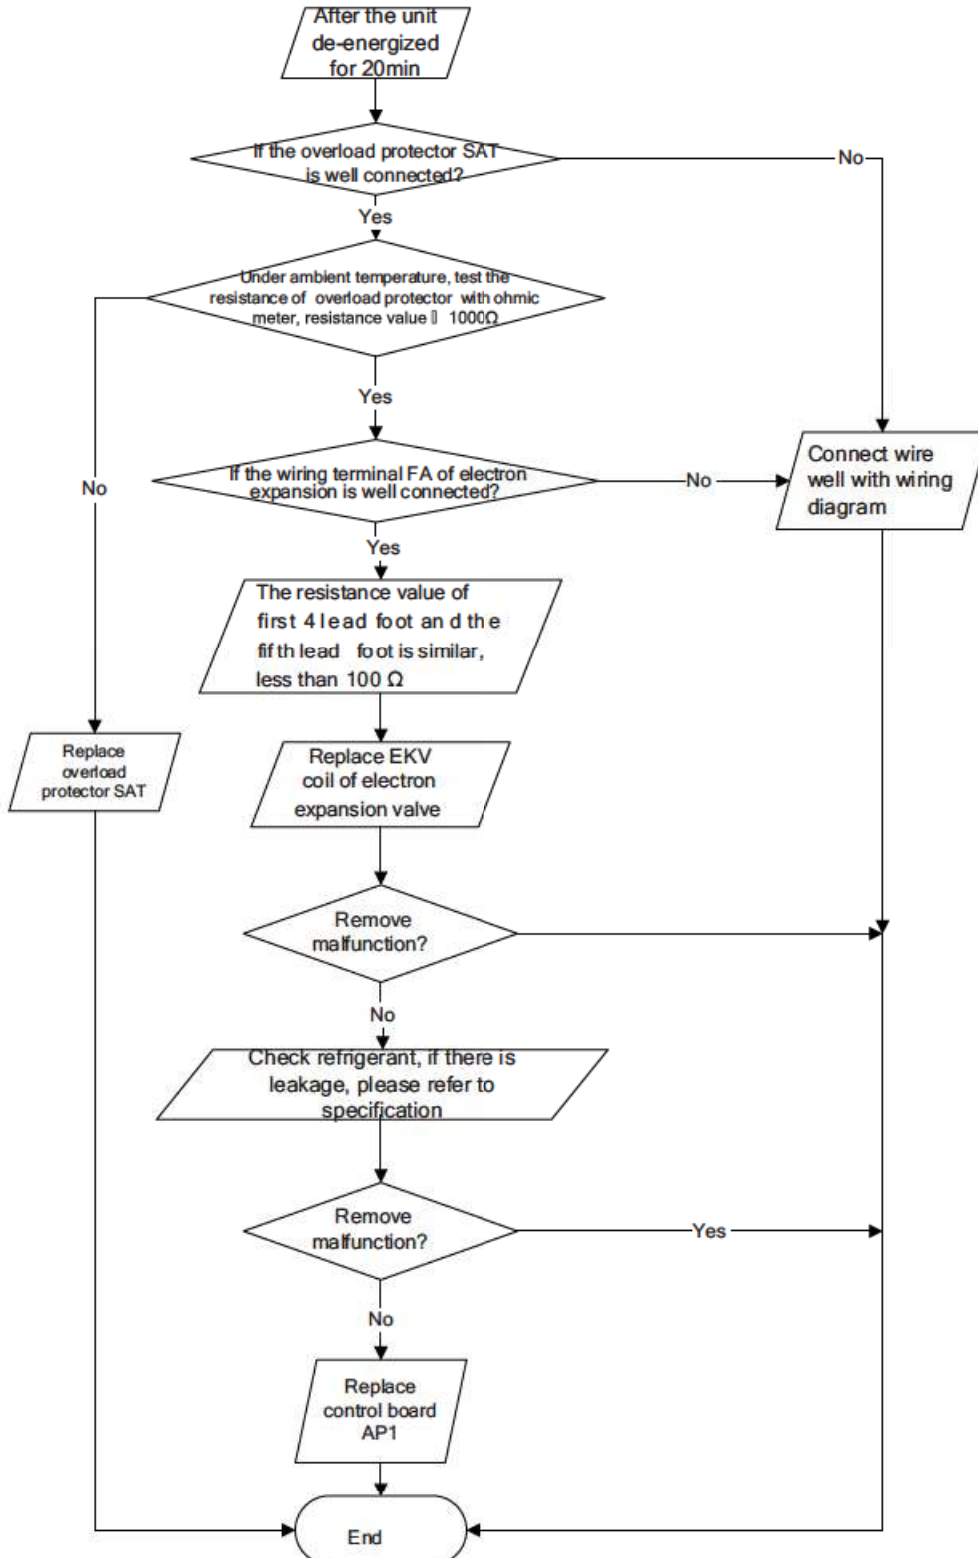 After the unit
de-energized
for 20min
If the overload protector SAT
is well connected?
No
Yes
Under ambient temperature, test the
resistance of overload protector with ohmic
meter, resistance value 1000Ω
Yes
No
If the wiring terminal FA of electron
expansion is well connected?
No
Connect wire
well with wiring
diagram
Yes
The resistance value of
first 4 lead foot and the
fifth lead foot is similar,
less than 100 Ω
Replace
overload
protector SAT
Replace EKV
coil of electron
expansion valve
Remove
malfunction?
No
Check refrigerant, if there is
leakage, please refer to
specification
Remove
malfunction?
Yes
No
Replace
control board
AP1
End